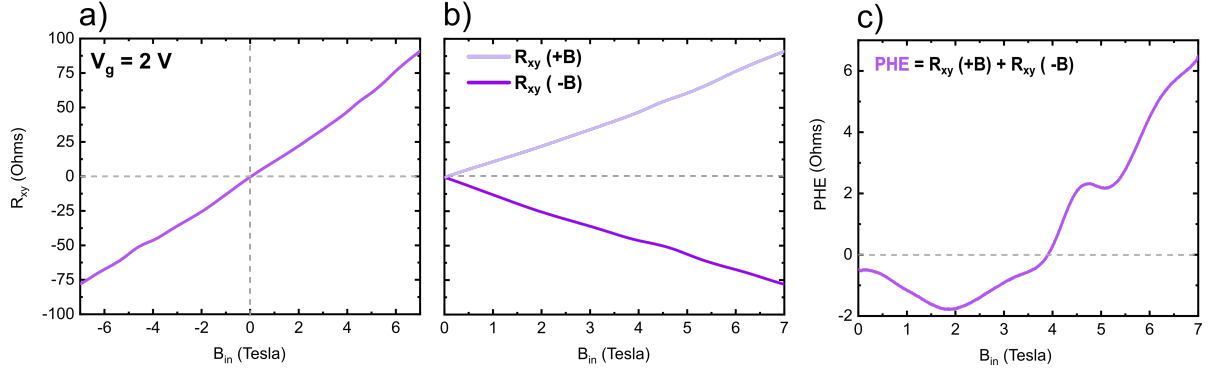 a)
V_g = 2 V
100
75
50
25
0
-25
-50
-75
-100
R_xy (Ohms)
-6 -4 -2 0 2 4 6
B_in (Tesla)
b)
R_xy (+B)
R_xy ( -B)
0 1 2 3 4 5 6 7
B_in (Tesla)
c)
PHE = R_xy (+B) + R_xy ( -B)
6
4
2
0
-2
PHE (Ohms)
0 1 2 3 4 5 6 7
B_in (Tesla)